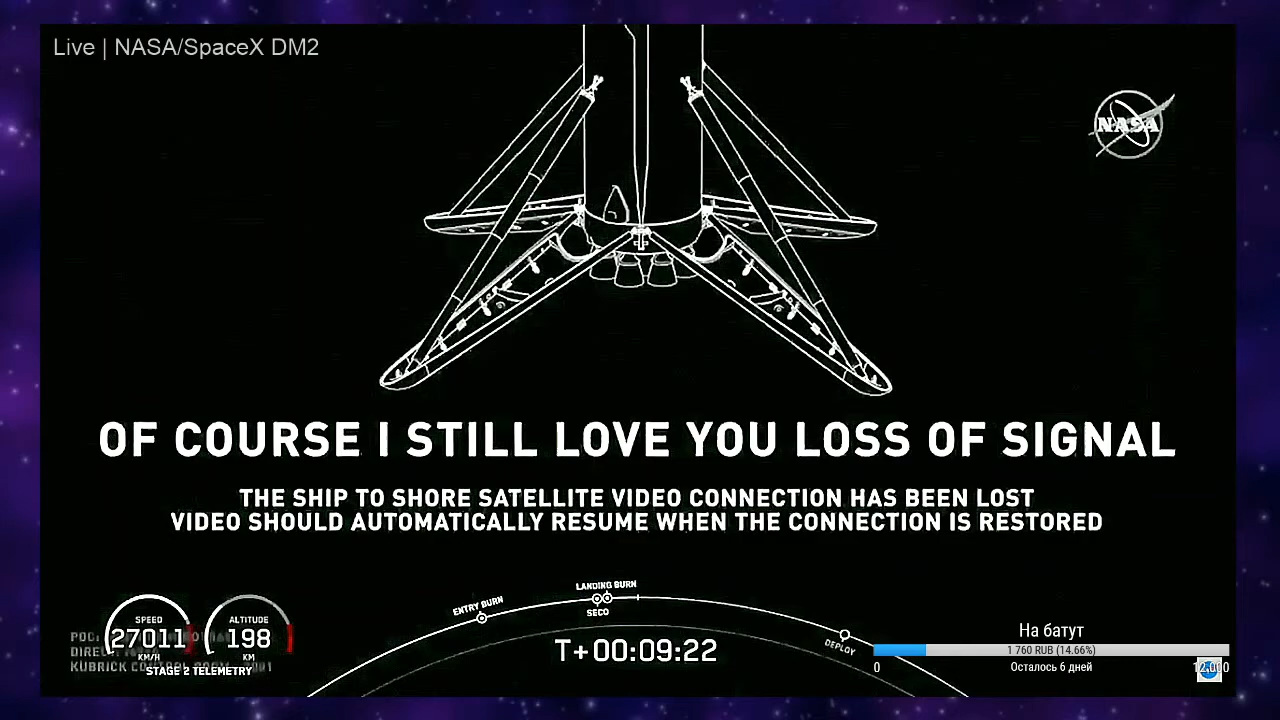 Live | NASA/SpaceX DM2
NASA
OF COURSE I STILL LOVE YOU LOSS OF SIGNAL
THE SHIP TO SHORE SATELLITE VIDEO CONNECTION HAS BEEN LOST
VIDEO SHOULD AUTOMATICALLY RESUME WHEN THE CONNECTION IS RESTORED
ENTRY BURN
LANDING BURN
SECO
DEPLOY
SPEED
27011
KM/H
ALTITUDE
198
KM
STAGE 2 TELEMETRY
T+00:09:22
На батут
1 760 RUB (14.66%)
0
Осталось 6 дней
12,000